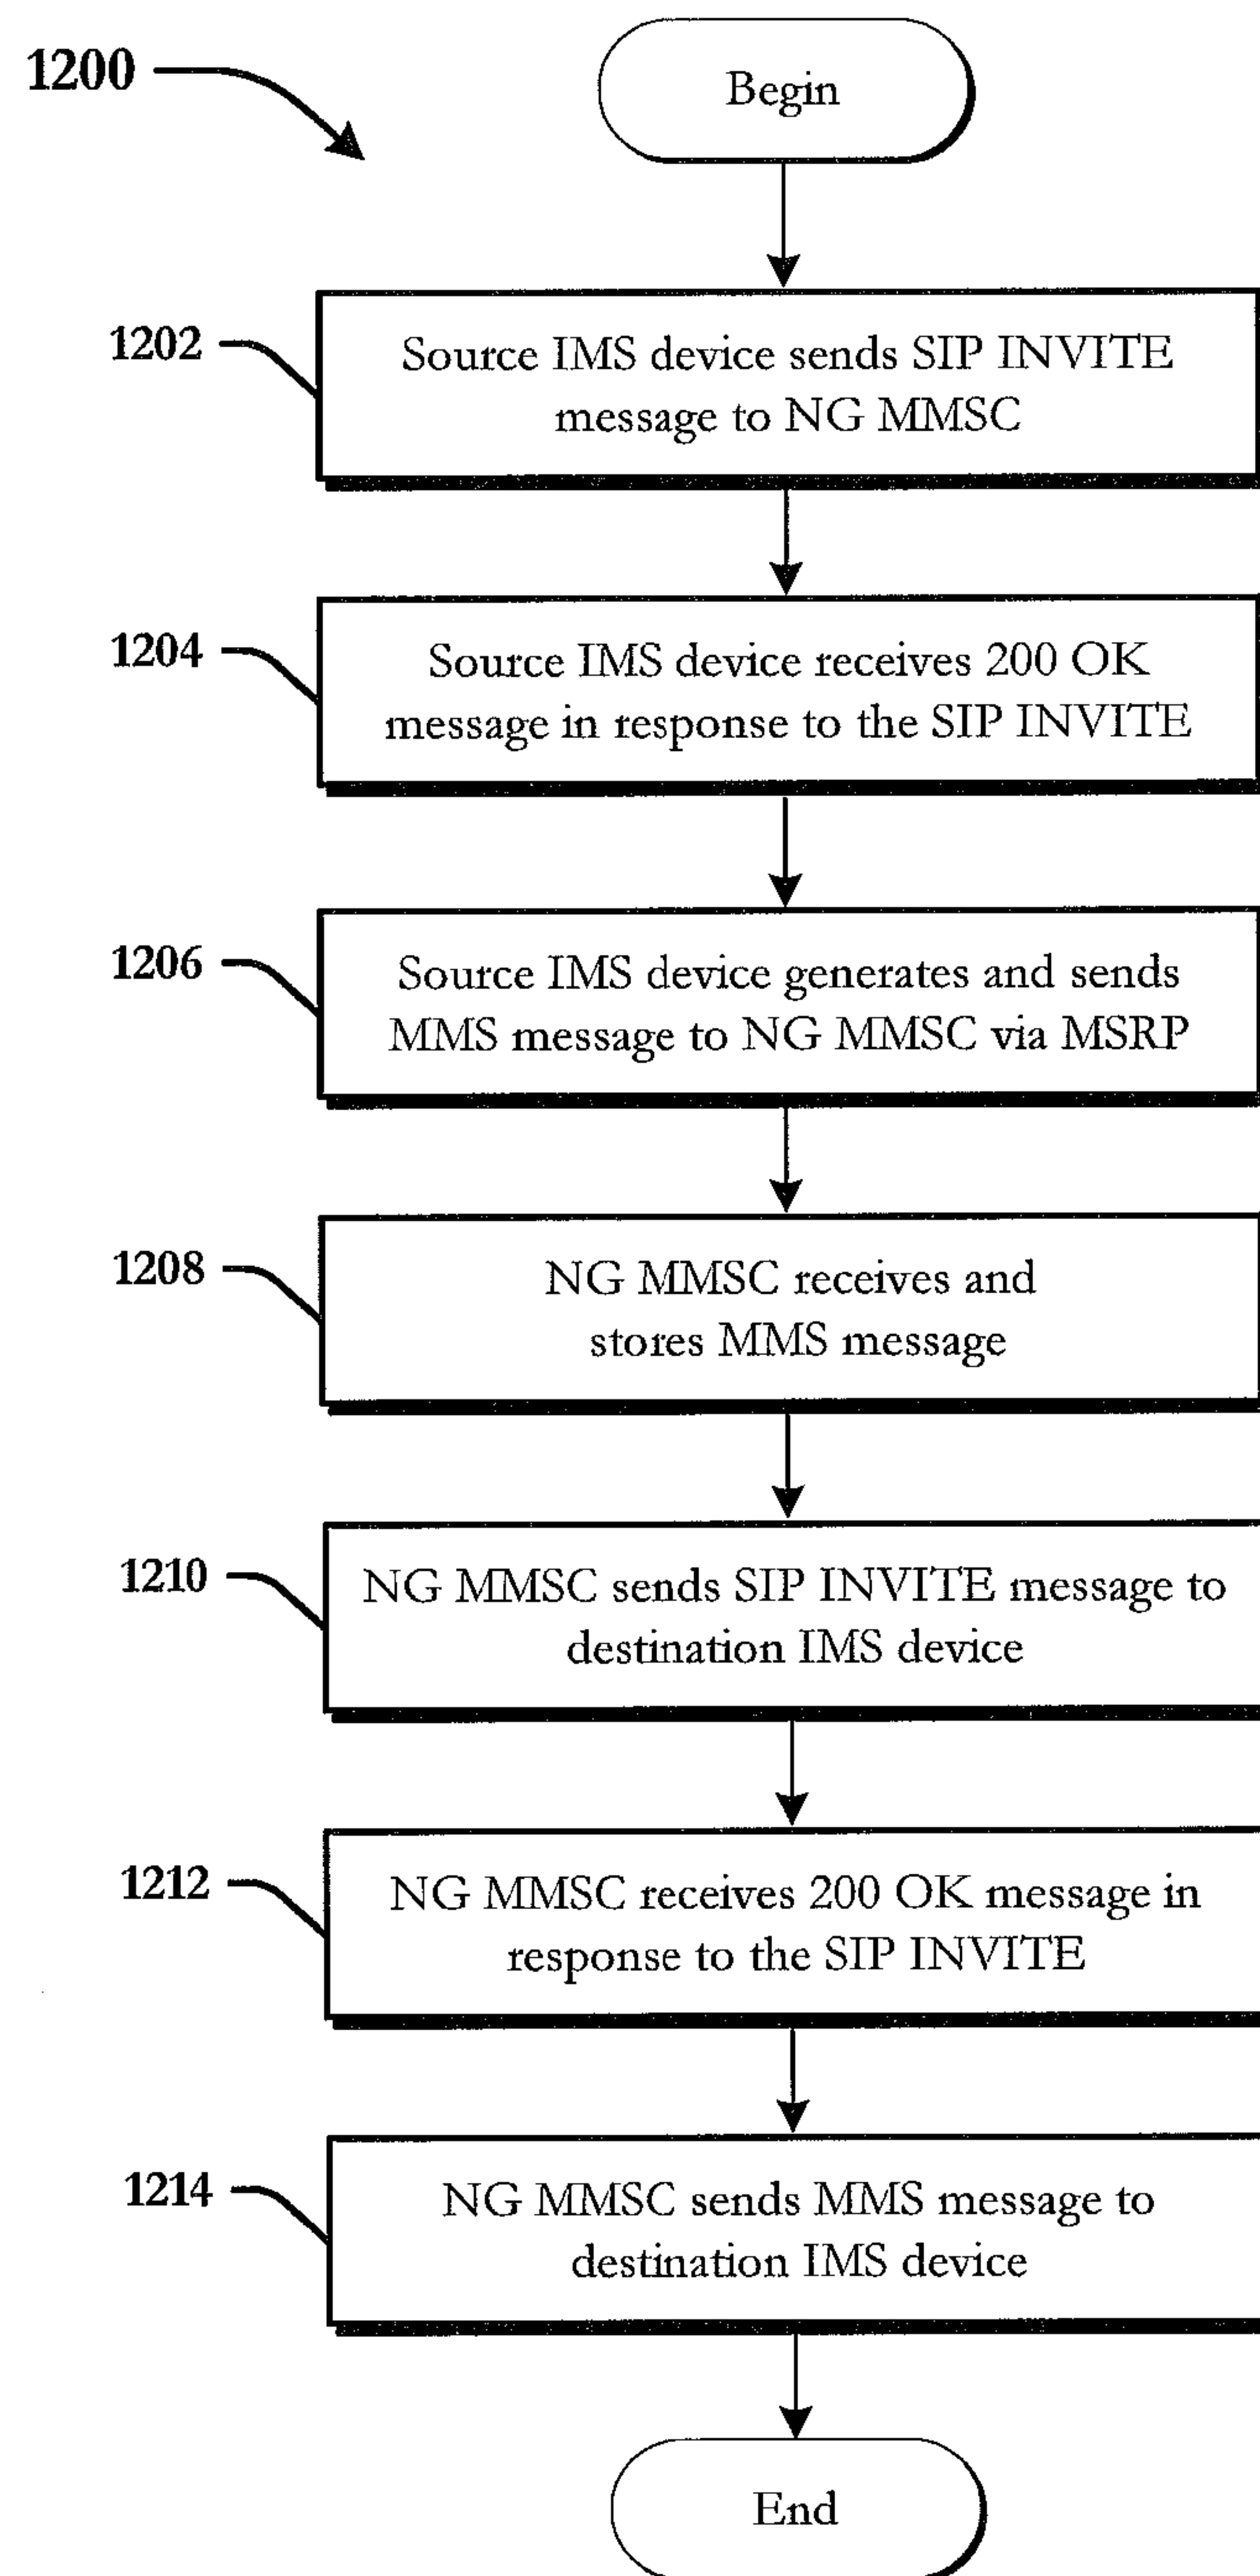 1200
Begin
1202
Source IMS device sends SIP INVITE
message to NG MMSC
1204
Source IMS device receives 200 OK
message in response to the SIP INVITE
1206
Source IMS device generates and sends
MMS message to NG MMSC via MSRP
1208
NG MMSC receives and
stores MMS message
1210
NG MMSC sends SIP INVITE message to
destination IMS device
1212
NG MMSC receives 200 OK message in
response to the SIP INVITE
1214
NG MMSC sends MMS message to
destination IMS device
End